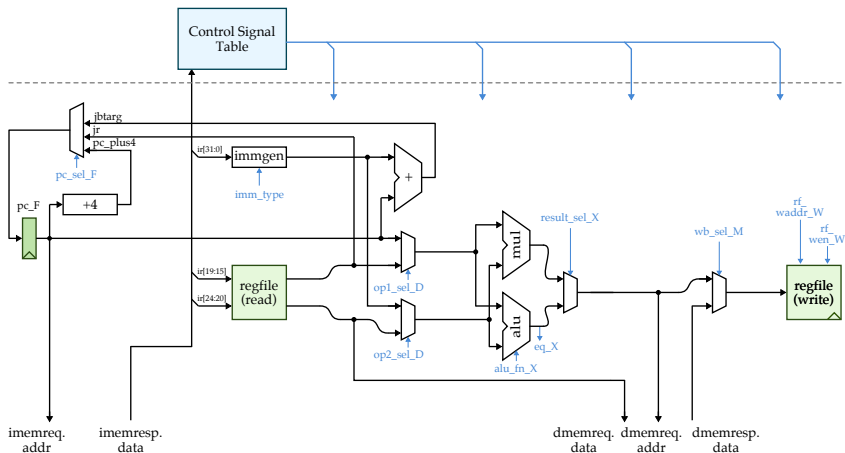 Control Signal
Table
jbtarg
jr
pc_plus4
pc_sel_F
ir[31:0]
immgen
imm_type
+
pc_F
+4
ir[19:15]
ir[24:20]
regfile
(read)
op1_sel_D
op2_sel_D
mul
alu
alu_fn_X
eq_X
result_sel_X
wb_sel_M
rf_
waddr_W
rf_
wen_W
regfile
(write)
imemreq.
addr
imemresp.
data
dmemreq.
data
dmemreq.
addr
dmemresp.
data